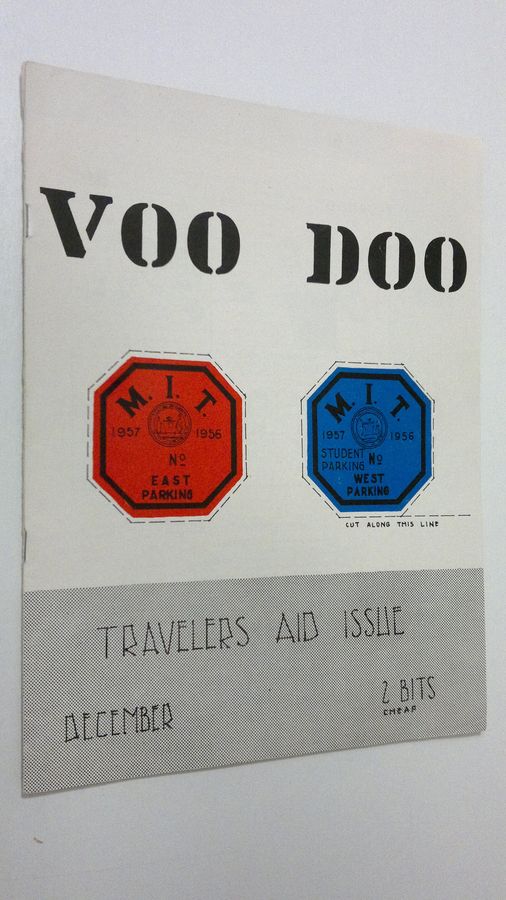 VOO DOO
M. I. T.
1957 1956
Nº
EAST
PARKING
M. I. T.
1957 1956
STUDENT
PARKING Nº
WEST
PARKING
CUT ALONG THIS LINE
TRAVELERS AID ISSUE
DECEMBER
2 BITS
CHEAP